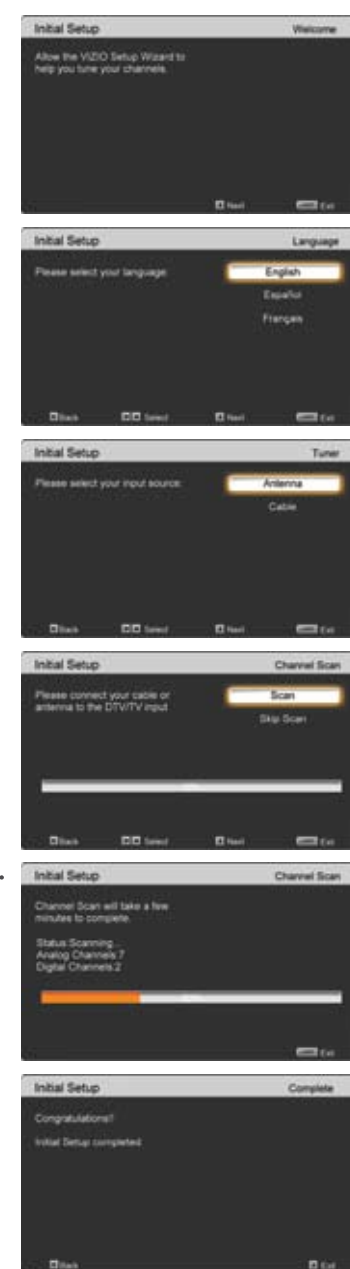 Initial Setup Welcome
Allow the VIZIO Setup Wizard to
help you tune your channels.
Next Exit
Initial Setup Language
Please select your language: English
Español
Français
Back Select Next Exit
Initial Setup Tuner
Please select your input source: Antenna
Cable
Back Select Next Exit
Initial Setup Channel Scan
Please connect your cable or Scan
antenna to the DTV/TV input
Skip Scan
Back Select Next Exit
Initial Setup Channel Scan
Channel Scan will take a few
minutes to complete.
Status:Scanning...
Analog Channels:7
Digital Channels:2
Exit
Initial Setup Complete
Congratulations!!
Initial Setup completed
Back Exit